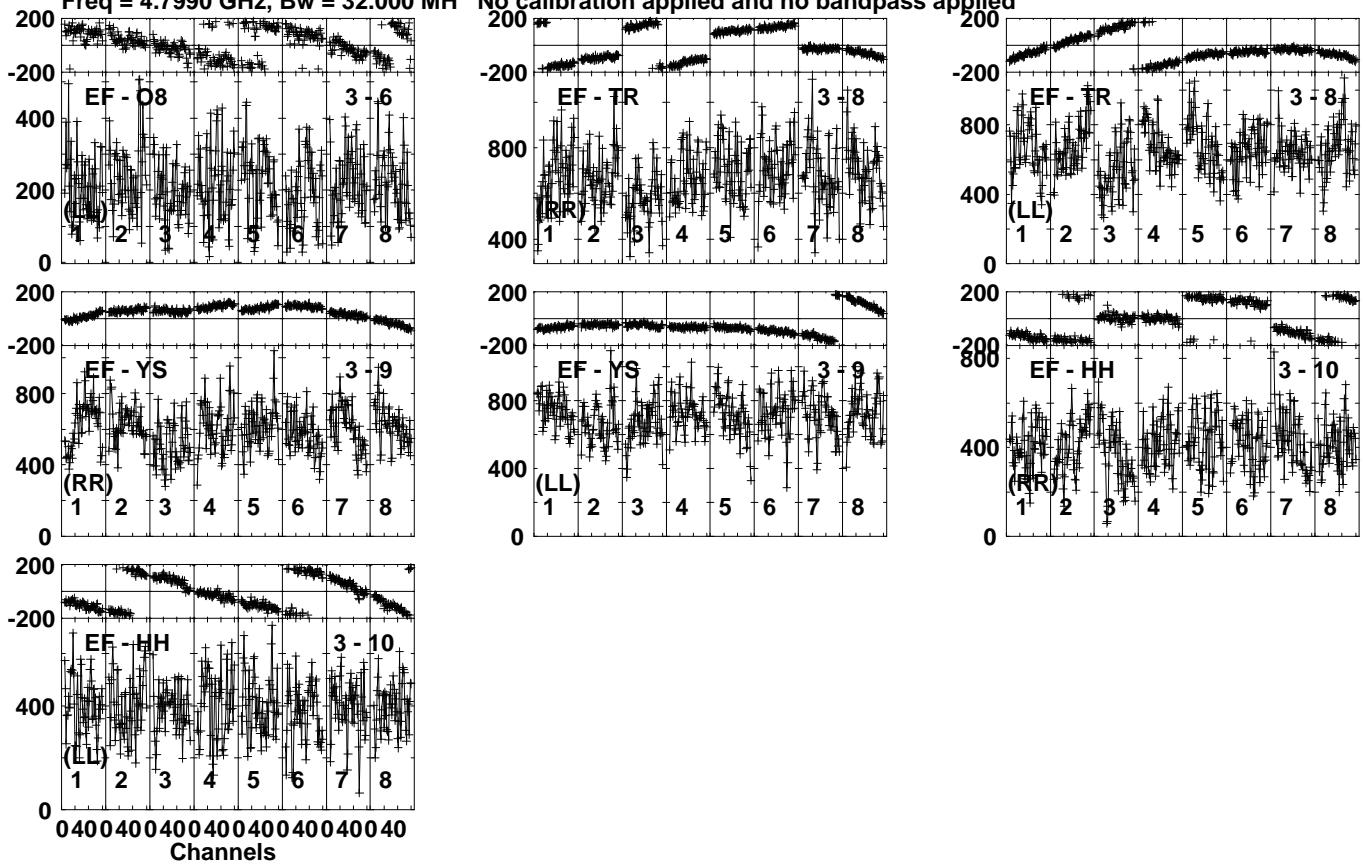 Freq = 4.7990 GHz, Bw = 32.000 MH No calibration applied and no bandpass applied
200
-200
EF - O8 3 - 6
400
200
0
(LL)
1 2 3 4 5 6 7 8
200
-200
EF - TR 3 - 8
800
400
(RR)
1 2 3 4 5 6 7 8
200
-200
EF - TR 3 - 8
800
400
0
(LL)
1 2 3 4 5 6 7 8
200
-200
EF - YS 3 - 9
800
400
0
(RR)
1 2 3 4 5 6 7 8
200
-200
EF - YS 3 - 9
800
400
0
(LL)
1 2 3 4 5 6 7 8
200
-200
800
EF - HH 3 - 10
400
0
(RR)
1 2 3 4 5 6 7 8
200
-200
EF - HH 3 - 10
400
0
(LL)
1 2 3 4 5 6 7 8
0 40 0 40 0 40 0 40 0 40 0 40 0 40 0 40
Channels